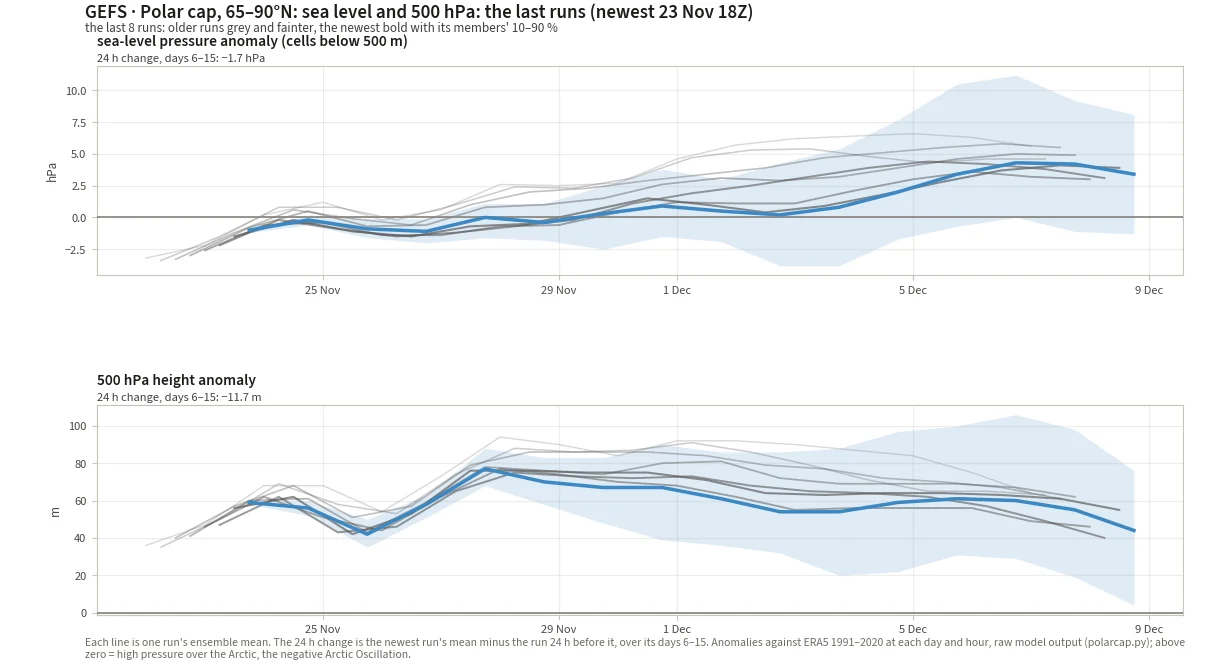 GEFS · Polar cap, 65–90°N: sea level and 500 hPa: the last runs (newest 23 Nov 18Z)
the last 8 runs: older runs grey and fainter, the newest bold with its members' 10–90 %
sea-level pressure anomaly (cells below 500 m)
24 h change, days 6–15: −1.7 hPa
10.0
7.5
5.0
2.5
0.0
−2.5
hPa
25 Nov
29 Nov
1 Dec
5 Dec
9 Dec
500 hPa height anomaly
24 h change, days 6–15: −11.7 m
100
80
60
40
20
0
m
25 Nov
29 Nov
1 Dec
5 Dec
9 Dec
Each line is one run's ensemble mean. The 24 h change is the newest run's mean minus the run 24 h before it, over its days 6–15. Anomalies against ERA5 1991–2020 at each day and hour, raw model output (polarcap.py); above
zero = high pressure over the Arctic, the negative Arctic Oscillation.